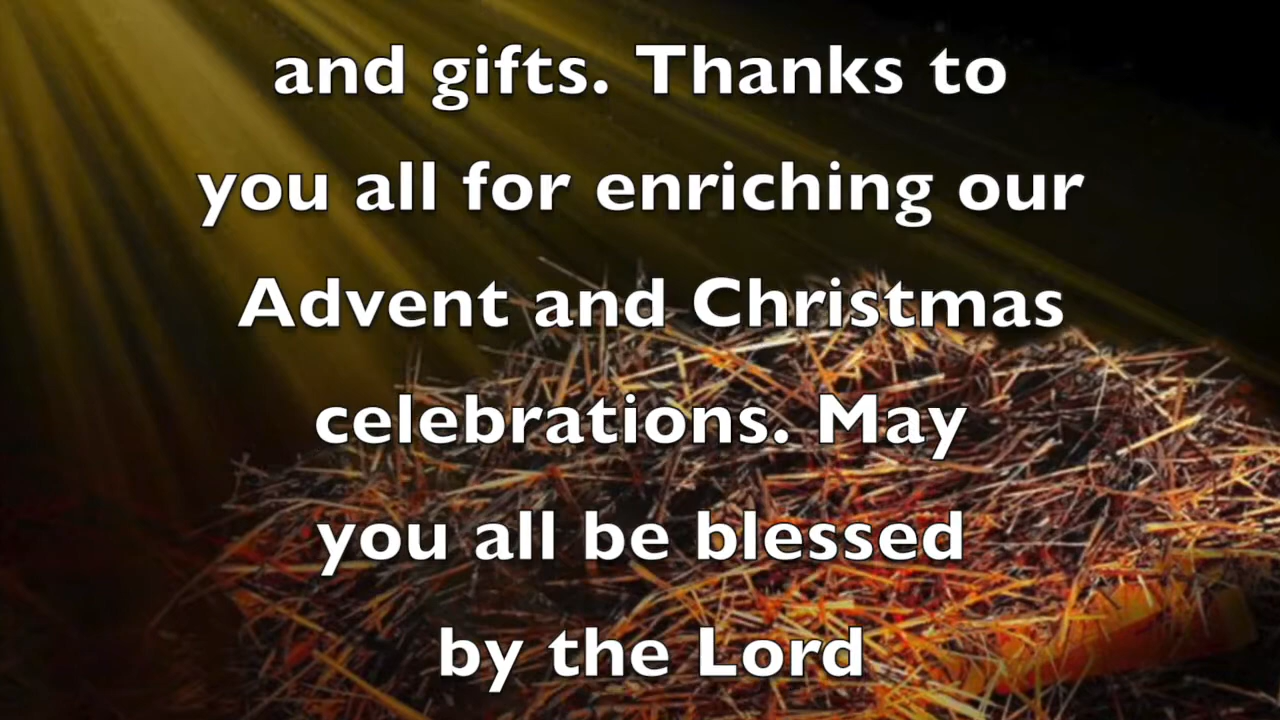 and gifts. Thanks to
you all for enriching our
Advent and Christmas
celebrations. May
you all be blessed
by the Lord